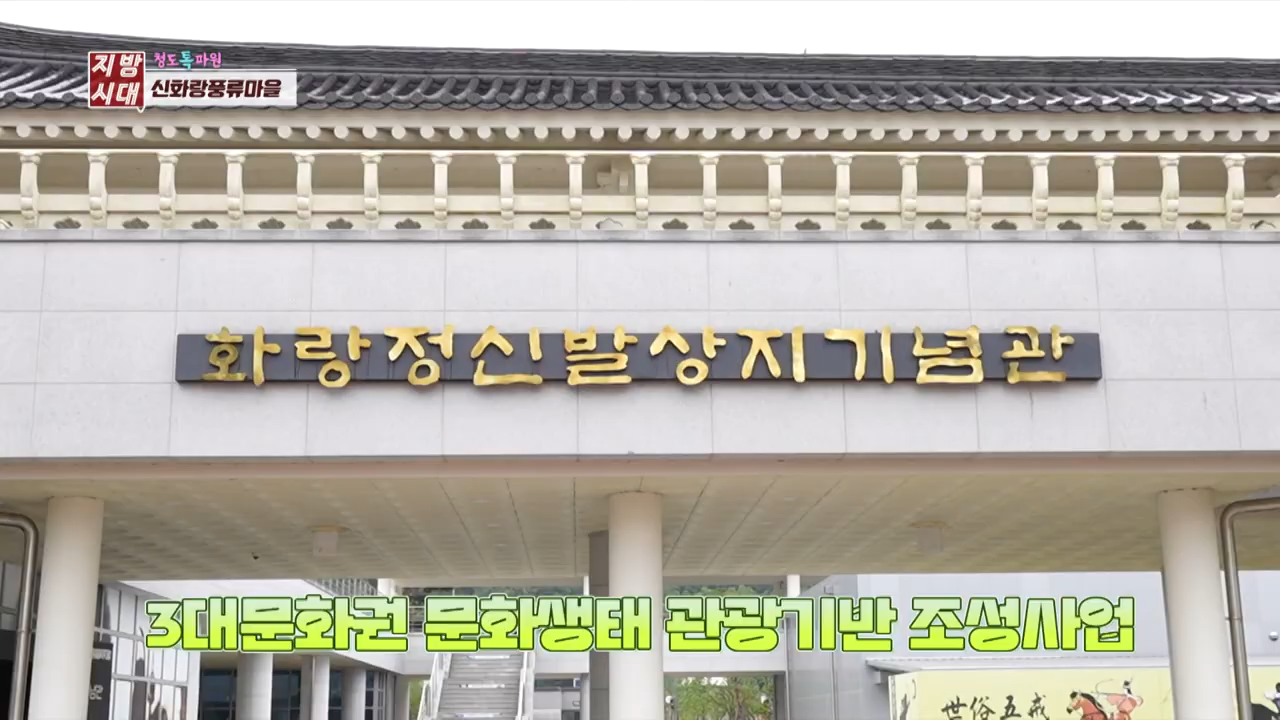 지방시대
청도톡파원
신화랑풍류마을
화랑정신발상지기념관
3대문화권 문화생태 관광기반 조성사업
世俗五戒